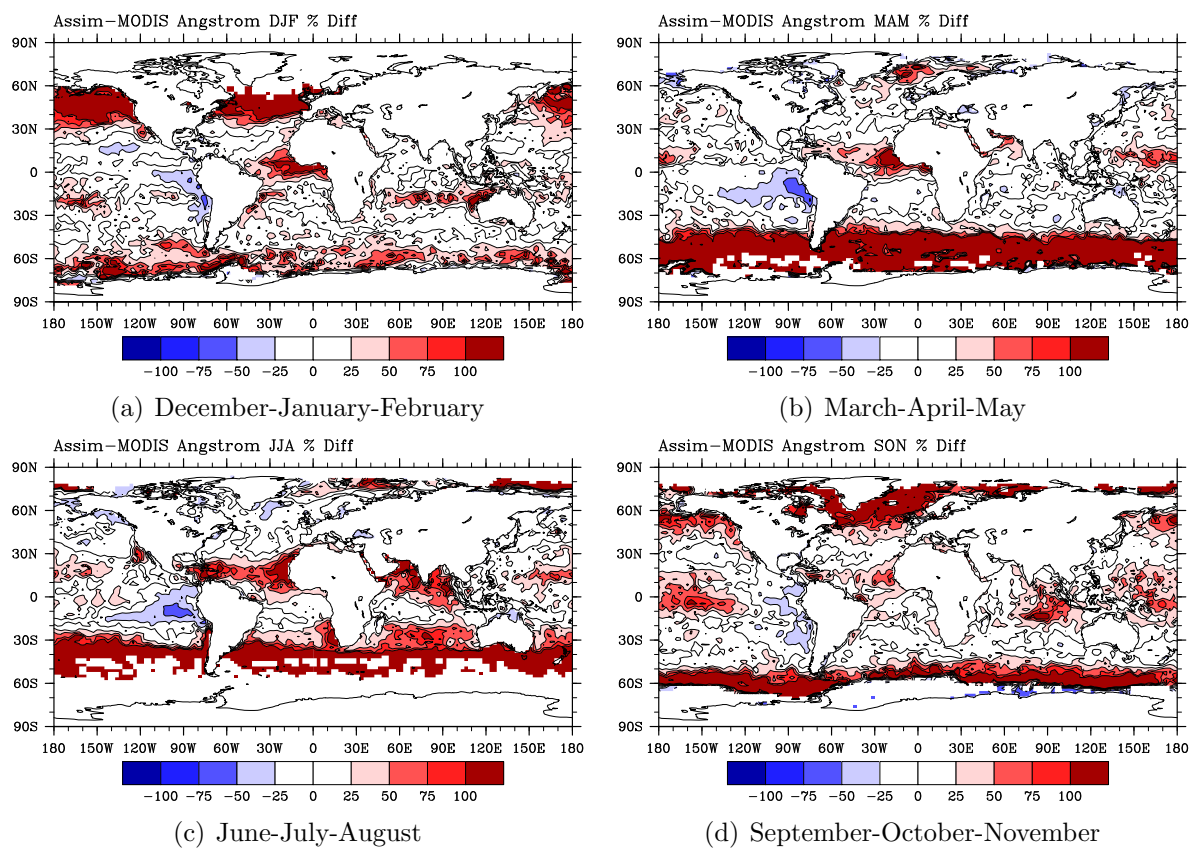 Assim-MODIS Angstrom DJF % Diff
90N
60N
30N
0
30S
60S
90S
180 150W 120W 90W 60W 30W 0 30E 60E 90E 120E 150E 180
-100 -75 -50 -25 0 25 50 75 100
(a) December-January-February
Assim-MODIS Angstrom MAM % Diff
90N
60N
30N
0
30S
60S
90S
180 150W 120W 90W 60W 30W 0 30E 60E 90E 120E 150E 180
-100 -75 -50 -25 0 25 50 75 100
(b) March-April-May
Assim-MODIS Angstrom JJA % Diff
90N
60N
30N
0
30S
60S
90S
180 150W 120W 90W 60W 30W 0 30E 60E 90E 120E 150E 180
-100 -75 -50 -25 0 25 50 75 100
(c) June-July-August
Assim-MODIS Angstrom SON % Diff
90N
60N
30N
0
30S
60S
90S
180 150W 120W 90W 60W 30W 0 30E 60E 90E 120E 150E 180
-100 -75 -50 -25 0 25 50 75 100
(d) September-October-November